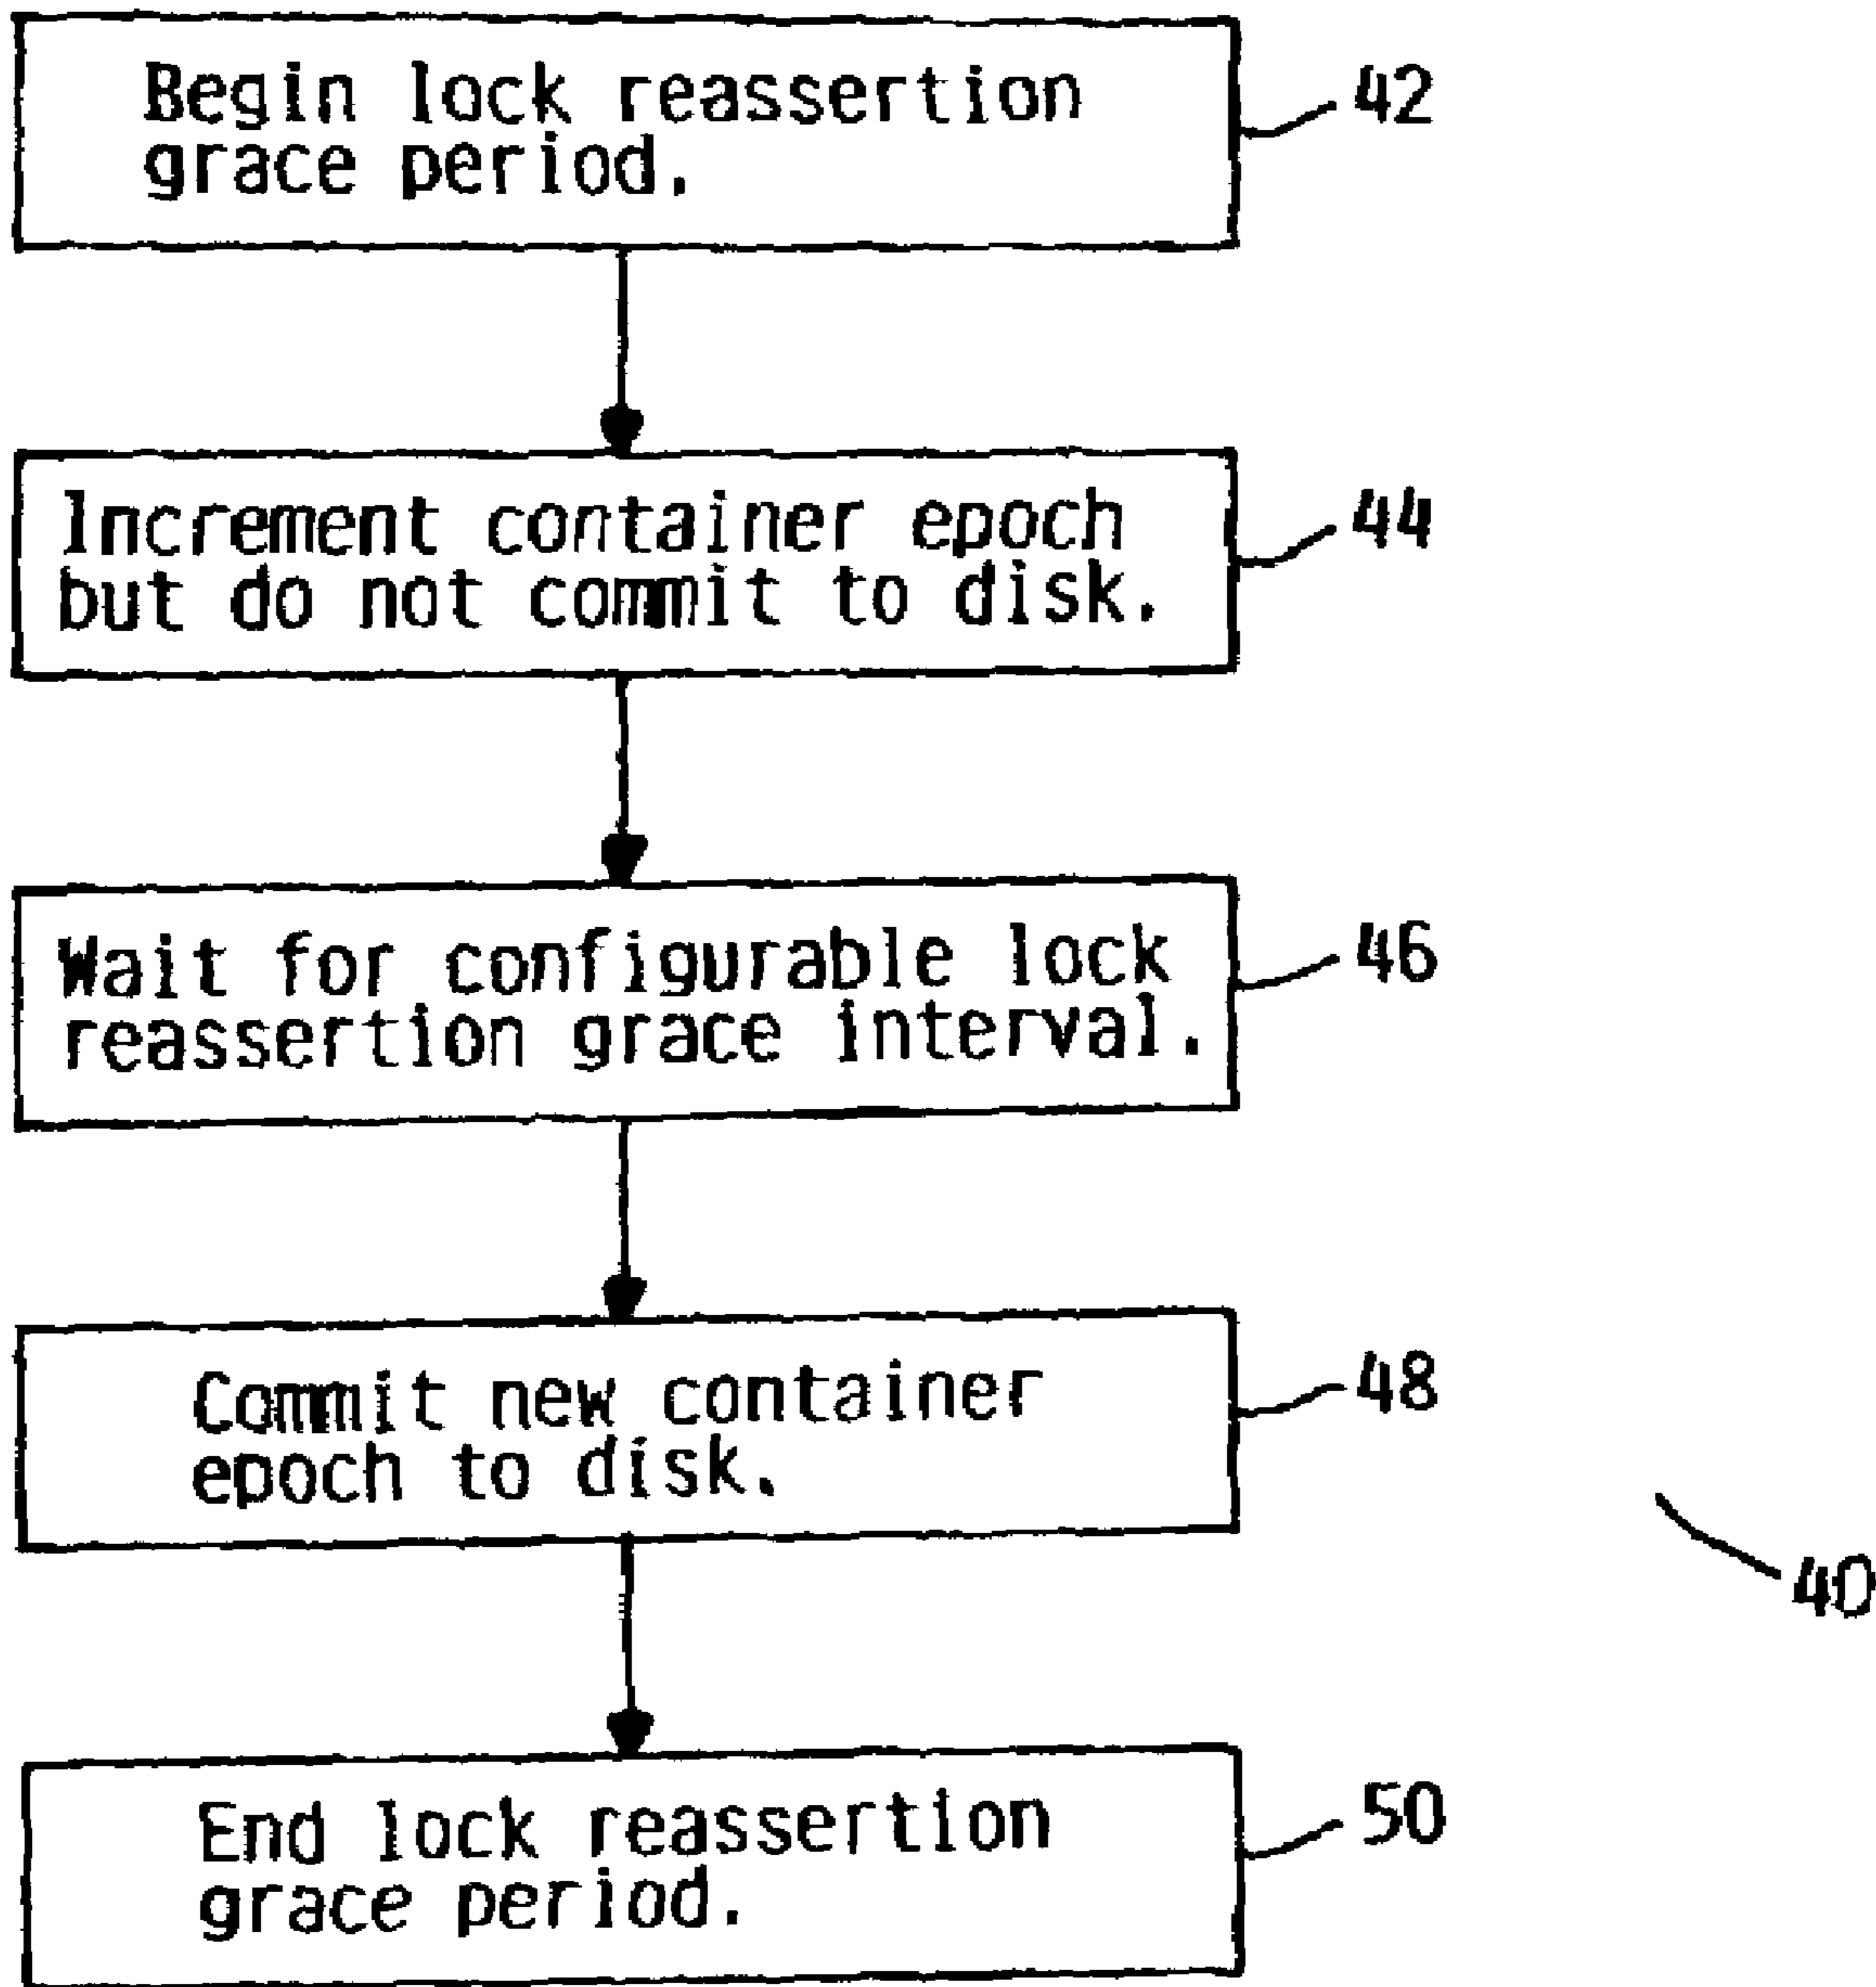 Begin lock reassertion
grace period.
42
Increment container epoch
but do not commit to disk.
44
Wait for configurable lock
reassertion grace interval.
46
Commit new container
epoch to disk.
48
40
End lock reassertion
grace period.
50